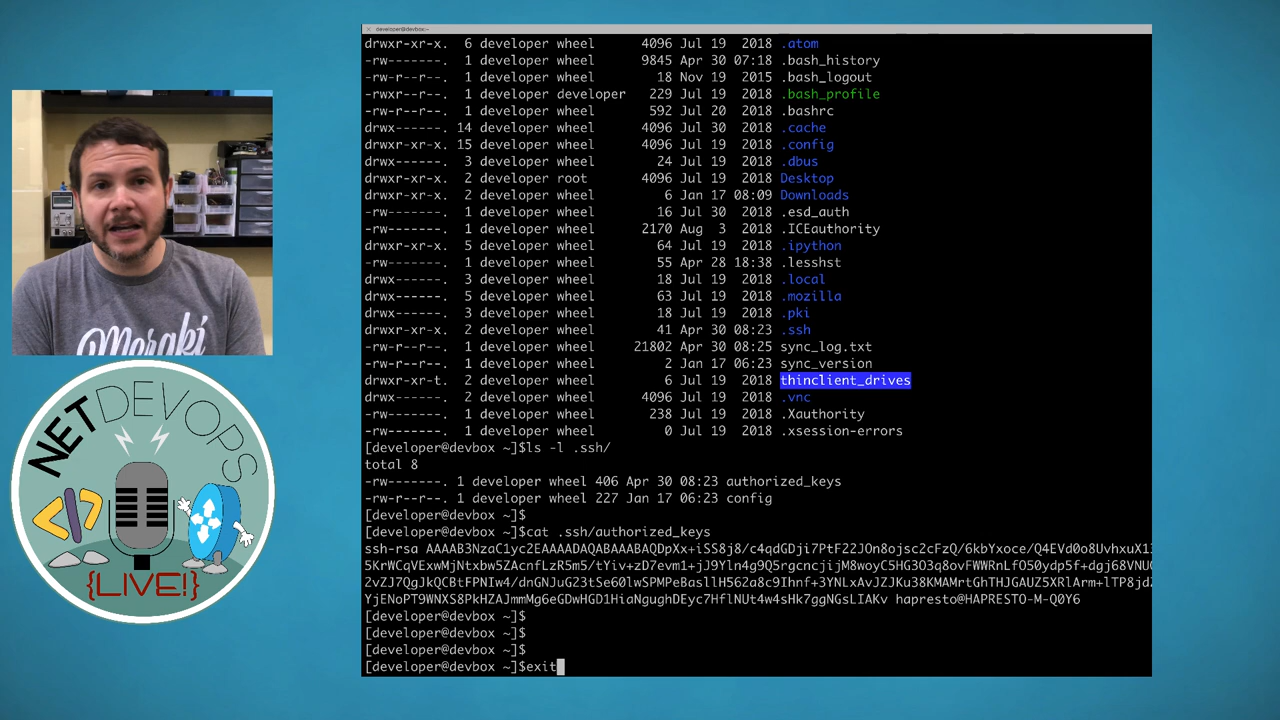 developer@devbox:~
drwxr-xr-x. 6 developer wheel 4096 Jul 19 2018 .atom
-rw-------. 1 developer wheel 9845 Apr 30 07:18 .bash_history
-rw-r--r--. 1 developer wheel 18 Nov 19 2015 .bash_logout
-rwxr--r--. 1 developer developer 229 Jul 19 2018 .bash_profile
-rw-r--r--. 1 developer wheel 592 Jul 20 2018 .bashrc
drwx------. 14 developer wheel 4096 Jul 30 2018 .cache
drwxr-xr-x. 15 developer wheel 4096 Jul 19 2018 .config
drwx------. 3 developer wheel 24 Jul 19 2018 .dbus
drwxr-xr-x. 2 developer root 4096 Jul 19 2018 Desktop
drwxr-xr-x. 2 developer wheel 6 Jan 17 08:09 Downloads
-rw-------. 1 developer wheel 16 Jul 30 2018 .esd_auth
-rw-------. 1 developer wheel 2170 Aug 3 2018 .ICEauthority
drwxr-xr-x. 5 developer wheel 64 Jul 19 2018 .ipython
-rw-------. 1 developer wheel 55 Apr 28 18:38 .lesshst
drwx------. 3 developer wheel 18 Jul 19 2018 .local
drwx------. 5 developer wheel 63 Jul 19 2018 .mozilla
drwx------. 3 developer wheel 18 Jul 19 2018 .pki
drwxr-xr-x. 2 developer wheel 41 Apr 30 08:23 .ssh
-rw-r--r--. 1 developer wheel 21802 Apr 30 08:25 sync_log.txt
-rw-r--r--. 1 developer wheel 2 Jan 17 06:23 sync_version
drwxr-xr-t. 2 developer wheel 6 Jul 19 2018 thinclient_drives
drwx------. 2 developer wheel 4096 Jul 19 2018 .vnc
-rw-------. 1 developer wheel 238 Jul 19 2018 .Xauthority
-rw-------. 1 developer wheel 0 Jul 19 2018 .xsession-errors
[developer@devbox ~]$ls -l .ssh/
total 8
-rw-------. 1 developer wheel 406 Apr 30 08:23 authorized_keys
-rw-r--r--. 1 developer wheel 227 Jan 17 06:23 config
[developer@devbox ~]$
[developer@devbox ~]$cat .ssh/authorized_keys
ssh-rsa
hapresto@HAPRESTO-M-Q0Y6
[developer@devbox ~]$
[developer@devbox ~]$
[developer@devbox ~]$
[developer@devbox ~]$exit
Meraki
NETDEVOPS
</>
{LIVE!}